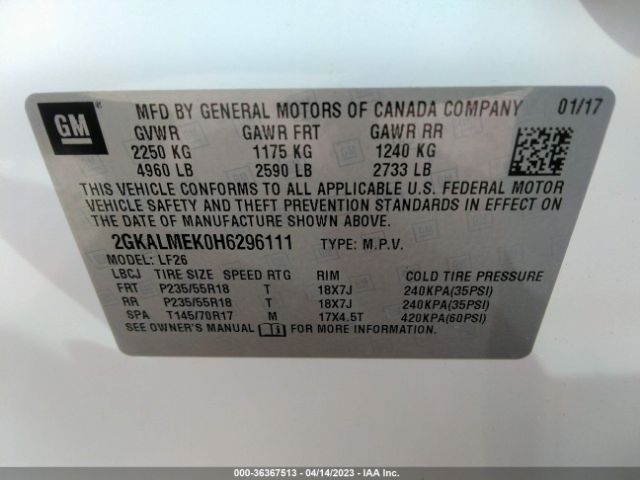 GM
MFD BY GENERAL MOTORS OF CANADA COMPANY 01/17
GVWR GAWR FRT GAWR RR
2250 KG 1175 KG 1240 KG
4960 LB 2590 LB 2733 LB
THIS VEHICLE CONFORMS TO ALL APPLICABLE U.S. FEDERAL MOTOR
VEHICLE SAFETY AND THEFT PREVENTION STANDARDS IN EFFECT ON
THE DATE OF MANUFACTURE SHOWN ABOVE.
2GKALMEK0H6296111 TYPE: M.P.V.
MODEL: LF26
LBCJ TIRE SIZE SPEED RTG RIM COLD TIRE PRESSURE
FRT P235/55R18 T 18X7J 240KPA(35PSI)
RR P235/55R18 T 18X7J 240KPA(35PSI)
SPA T145/70R17 M 17X4.5T 420KPA(60PSI)
SEE OWNER'S MANUAL FOR MORE INFORMATION.
000-36367513 - 04/14/2023 - IAA Inc.